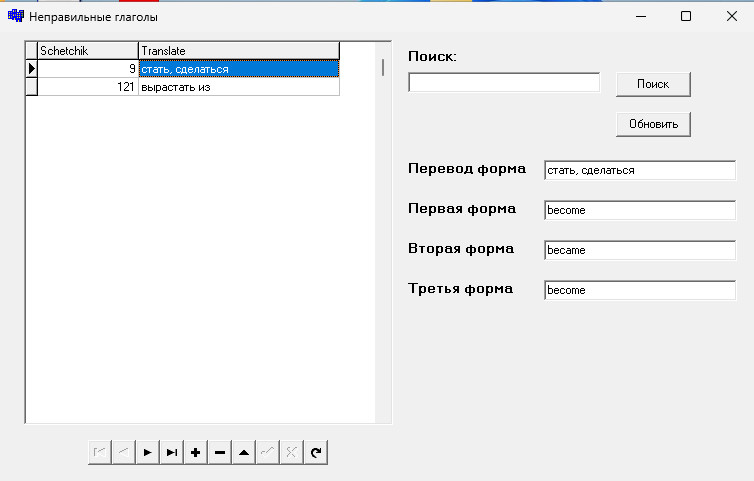 Неправильные глаголы
Schetchik Translate
9 стать, сделаться
121 вырастать из
Поиск:
Поиск
Обновить
Перевод форма стать, сделаться
Первая форма become
Вторая форма became
Третья форма become